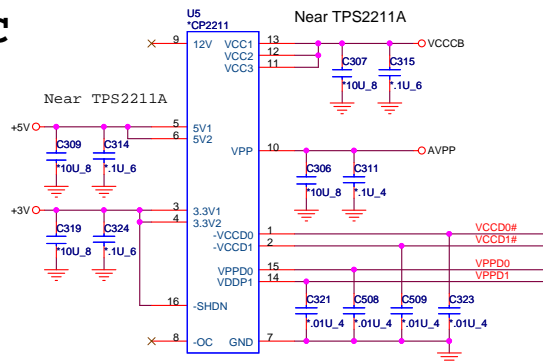 C
U5
*CP2211
Near TPS2211A
9 12V VCC1 13 VCCCB
VCC2 12
VCC3 11
C307 C315
*10U_8 *.1U_6
Near TPS2211A
+5V 5 5V1
6 5V2
C309 C314
*10U_8 *.1U_6
VPP 10 AVPP
C306 C311
*10U_8 *.1U_4
+3V 3 3.3V1
4 3.3V2
C319 C324
*10U_8 *.1U_6
-VCCD0 1 VCCD0#
-VCCD1 2 VCCD1#
VPPD0 15 VPPD0
VDDP1 14 VPPD1
16 -SHDN
C321 C508 C509 C323
*.01U_4 *.01U_4 *.01U_4 *.01U_4
8 -OC GND 7